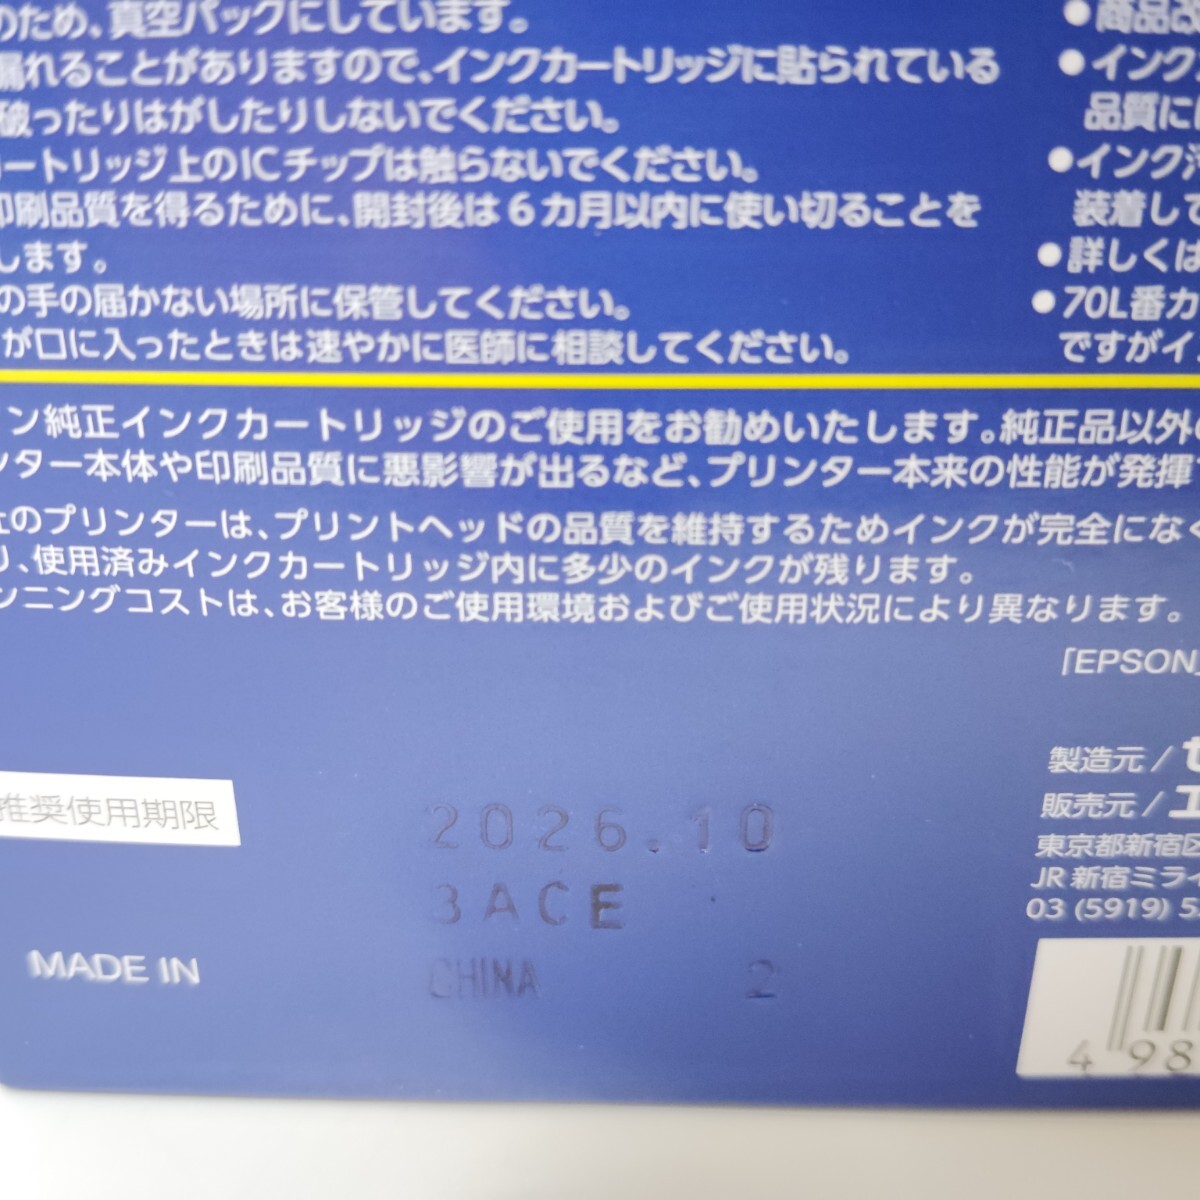 のため、真空パックにしています。
漏れることがありますので、インクカートリッジに貼られている
破ったりはがしたりしないでください。
カートリッジ上のICチップは触らないでください。
印刷品質を得るために、開封後は6カ月以内に使い切ることを
します。
の手の届かない場所に保管してください。
が口に入ったときは速やかに医師に相談してください。
●商品改
●インク
品質に
●インク
装着して
●詳しくは
●70L番カ
ですがイ
ン純正インクカートリッジのご使用をお勧めいたします。純正品以外の
ンター本体や印刷品質に悪影響が出るなど、プリンター本来の性能が発揮
のプリンターは、プリントヘッドの品質を維持するためインクが完全になく
り、使用済みインクカートリッジ内に多少のインクが残ります。
ンニングコストは、お客様のご使用環境およびご使用状況により異なります。
「EPSON」
製造元/セ
販売元/エ
東京都新宿区
JR新宿ミライ
03 (5919) 5
推奨使用期限
2026.10
3ACE
MADE IN CHINA 2
4 98